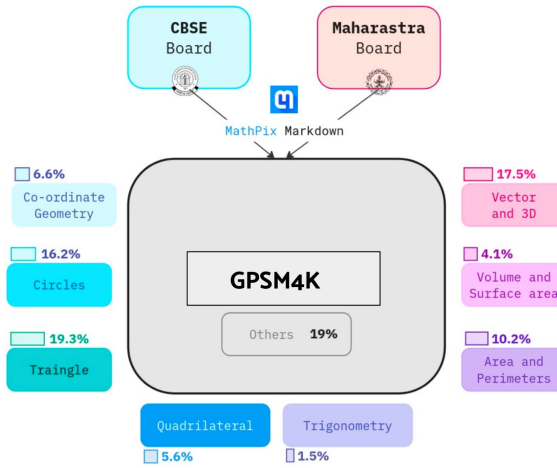 CBSE
Board
Maharastra
Board
MathPix Markdown
6.6%
Co-ordinate
Geometry
16.2%
Circles
19.3%
Traingle
17.5%
Vector
and 3D
4.1%
Volume and
Surface area
10.2%
Area and
Perimeters
GPSM4K
Others 19%
Quadrilateral
5.6%
Trigonometry
1.5%